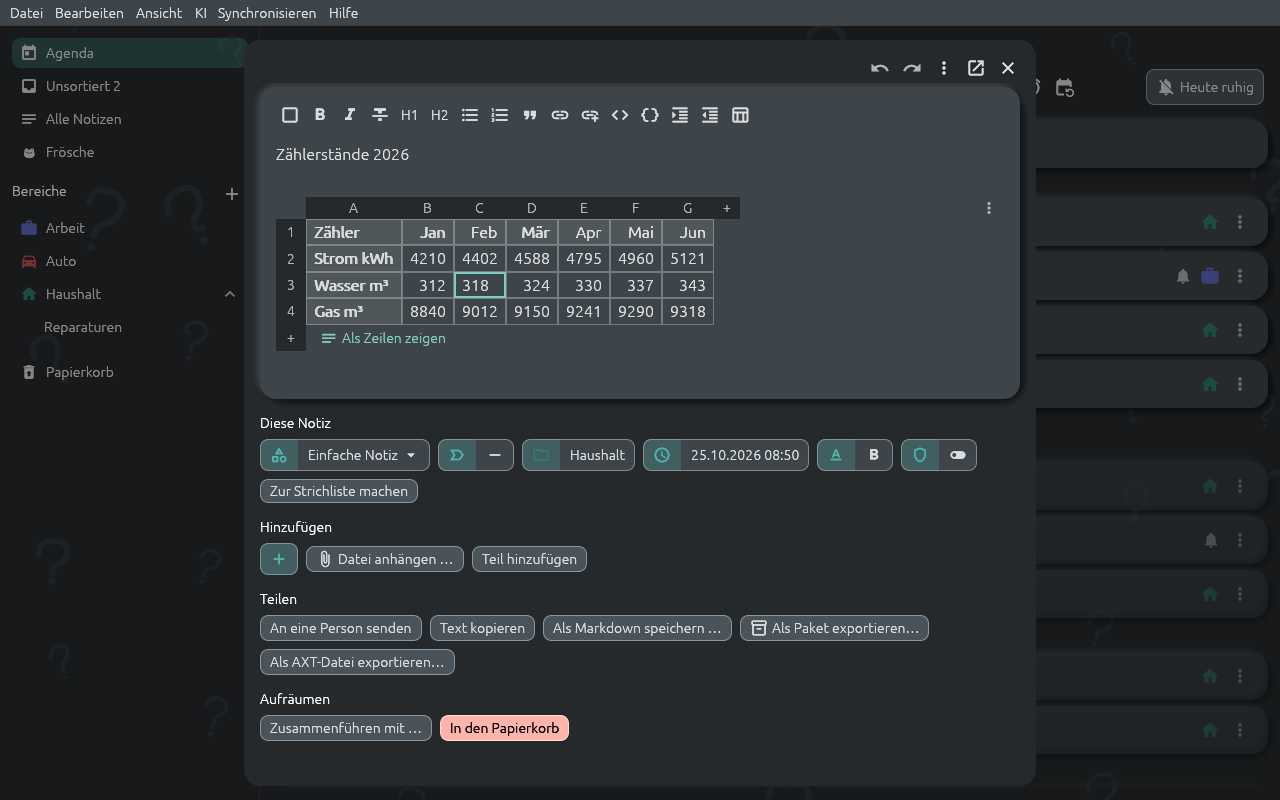 Datei Bearbeiten Ansicht KI Synchronisieren Hilfe
Agenda
Unsortiert 2
Alle Notizen
Frösche
Bereiche
Arbeit
Auto
Haushalt
Reparaturen
Papierkorb
Heute ruhig
H1 H2
Zählerstände 2026
A B C D E F G +
1 Zähler Jan Feb Mär Apr Mai Jun
2 Strom kWh 4210 4402 4588 4795 4960 5121
3 Wasser m³ 312 318 324 330 337 343
4 Gas m³ 8840 9012 9150 9241 9290 9318
+ Als Zeilen zeigen
Diese Notiz
Einfache Notiz Haushalt 25.10.2026 08:50 A B
Zur Strichliste machen
Hinzufügen
Datei anhängen … Teil hinzufügen
Teilen
An eine Person senden Text kopieren Als Markdown speichern … Als Paket exportieren…
Als AXT-Datei exportieren…
Aufräumen
Zusammenführen mit … In den Papierkorb